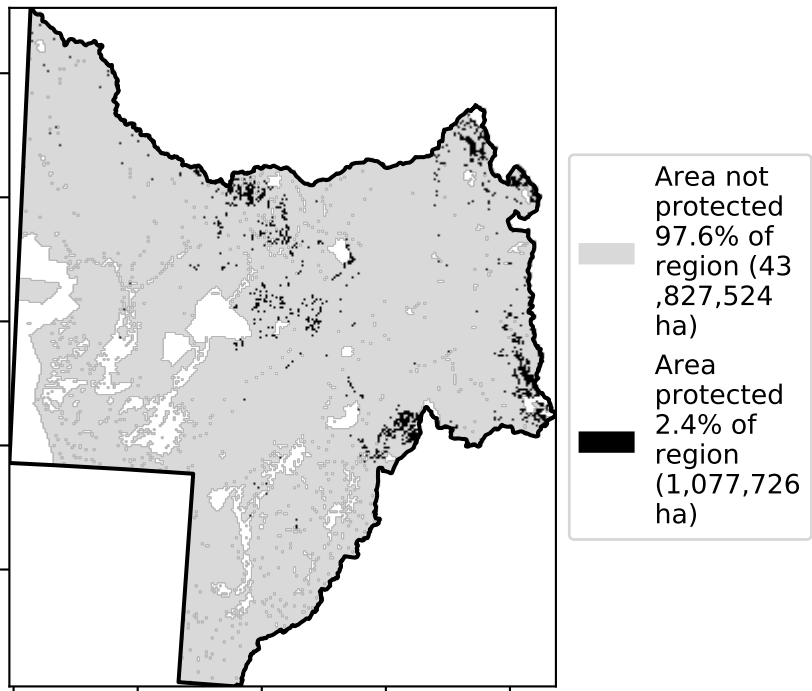 Area not
protected
97.6% of
region (43
,827,524
ha)
Area
protected
2.4% of
region
(1,077,726
ha)